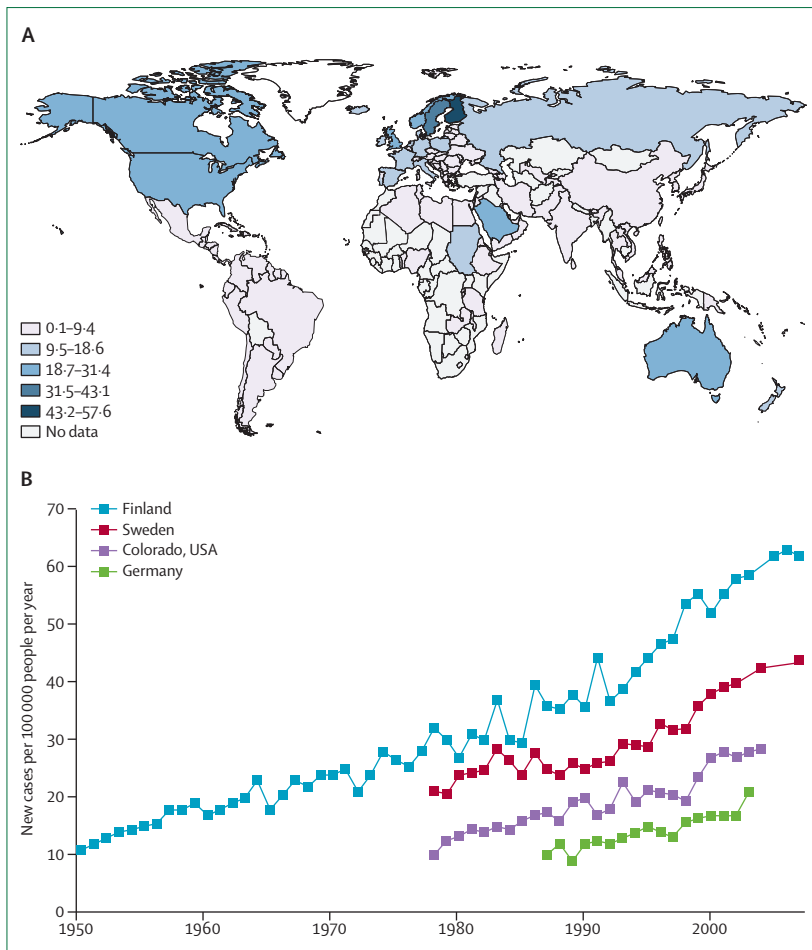 A
0·1–9·4
9·5–18·6
18·7–31·4
31·5–43·1
43·2–57·6
No data
B
70
60
50
40
30
20
10
0
New cases per 100 000 people per year
Finland
Sweden
Colorado, USA
Germany
1950 1960 1970 1980 1990 2000